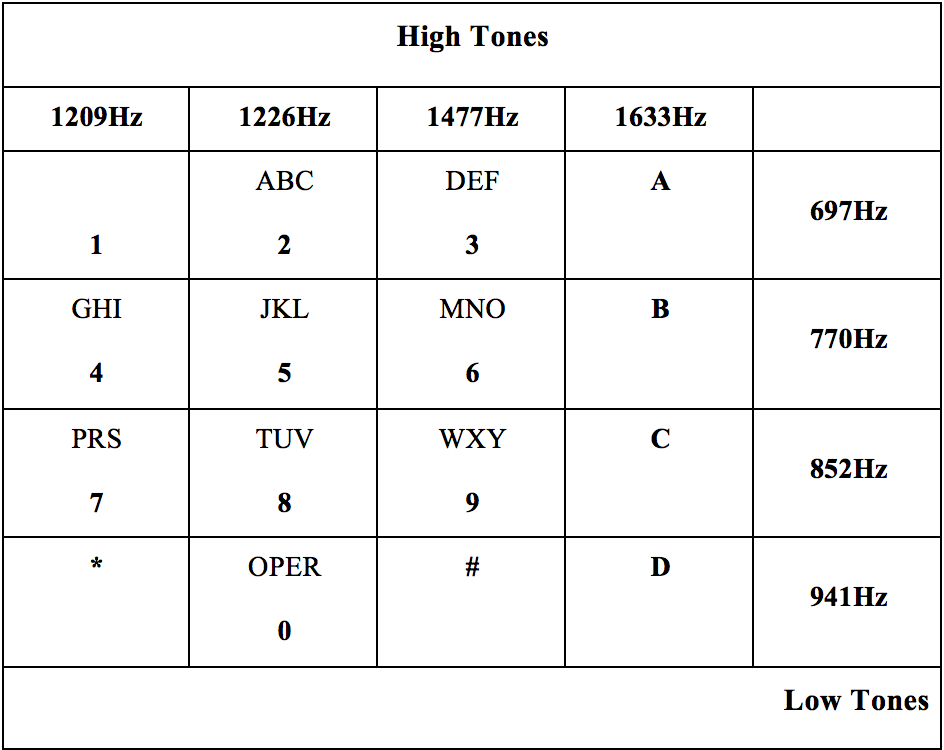 High Tones
1209Hz 1226Hz 1477Hz 1633Hz
ABC DEF A
697Hz
1 2 3
GHI JKL MNO B
770Hz
4 5 6
PRS TUV WXY C
852Hz
7 8 9
* OPER # D
941Hz
0
Low Tones